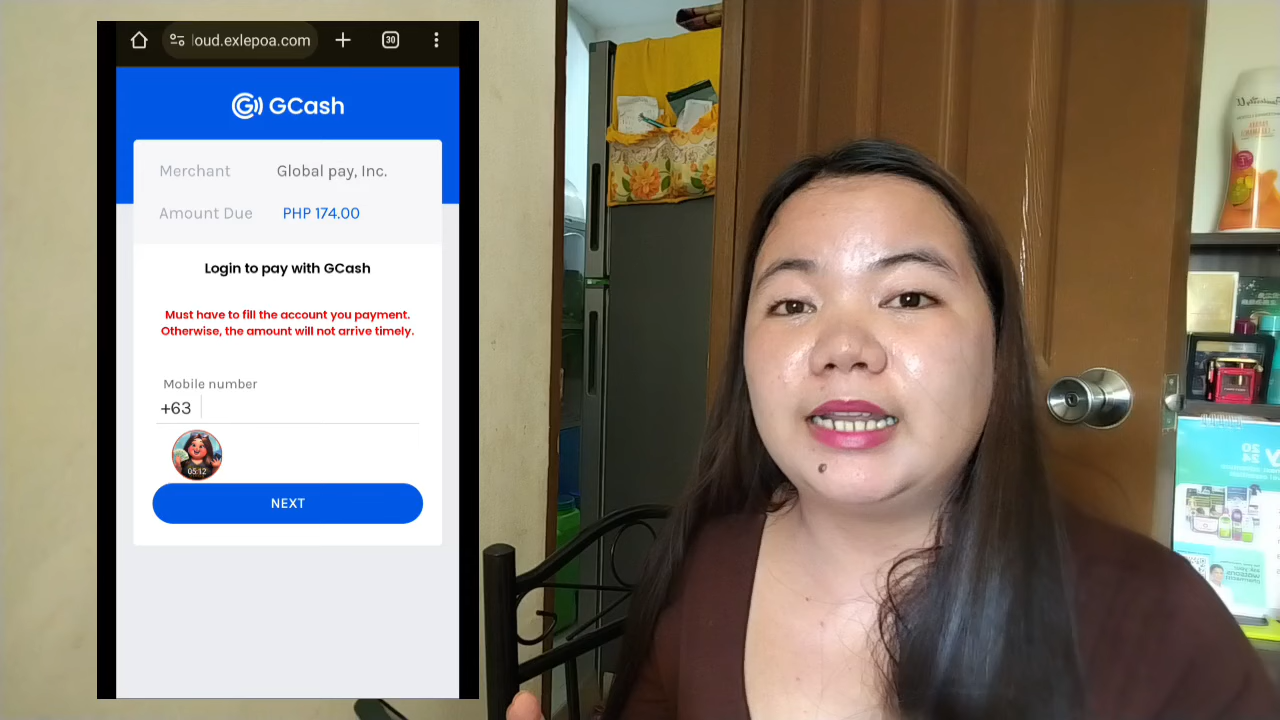 loud.exlepoa.com
30
GCash
Merchant Global pay, Inc.
Amount Due PHP 174.00
Login to pay with GCash
Must have to fill the account you payment.
Otherwise, the amount will not arrive timely.
Mobile number
+63
05:12
NEXT